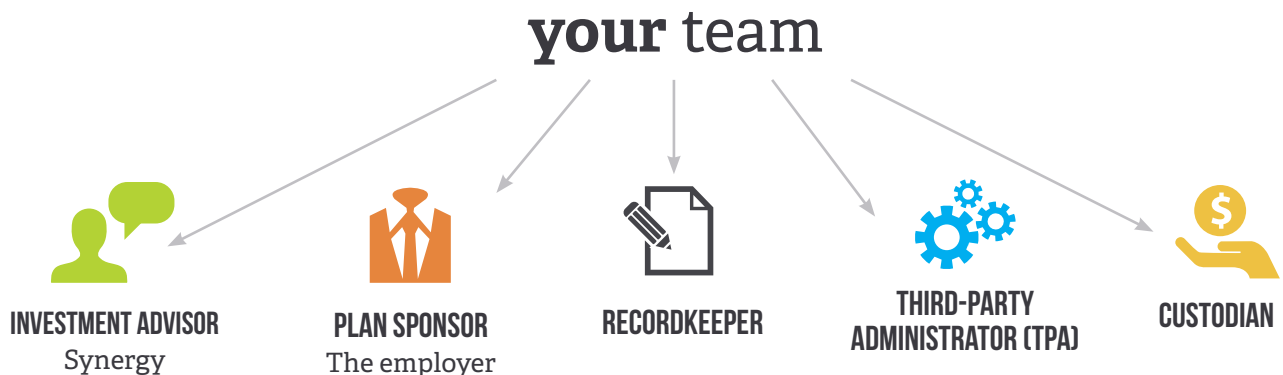 your team
INVESTMENT ADVISOR
Synergy
PLAN SPONSOR
The employer
RECORDKEEPER
THIRD-PARTY
ADMINISTRATOR (TPA)
$
CUSTODIAN